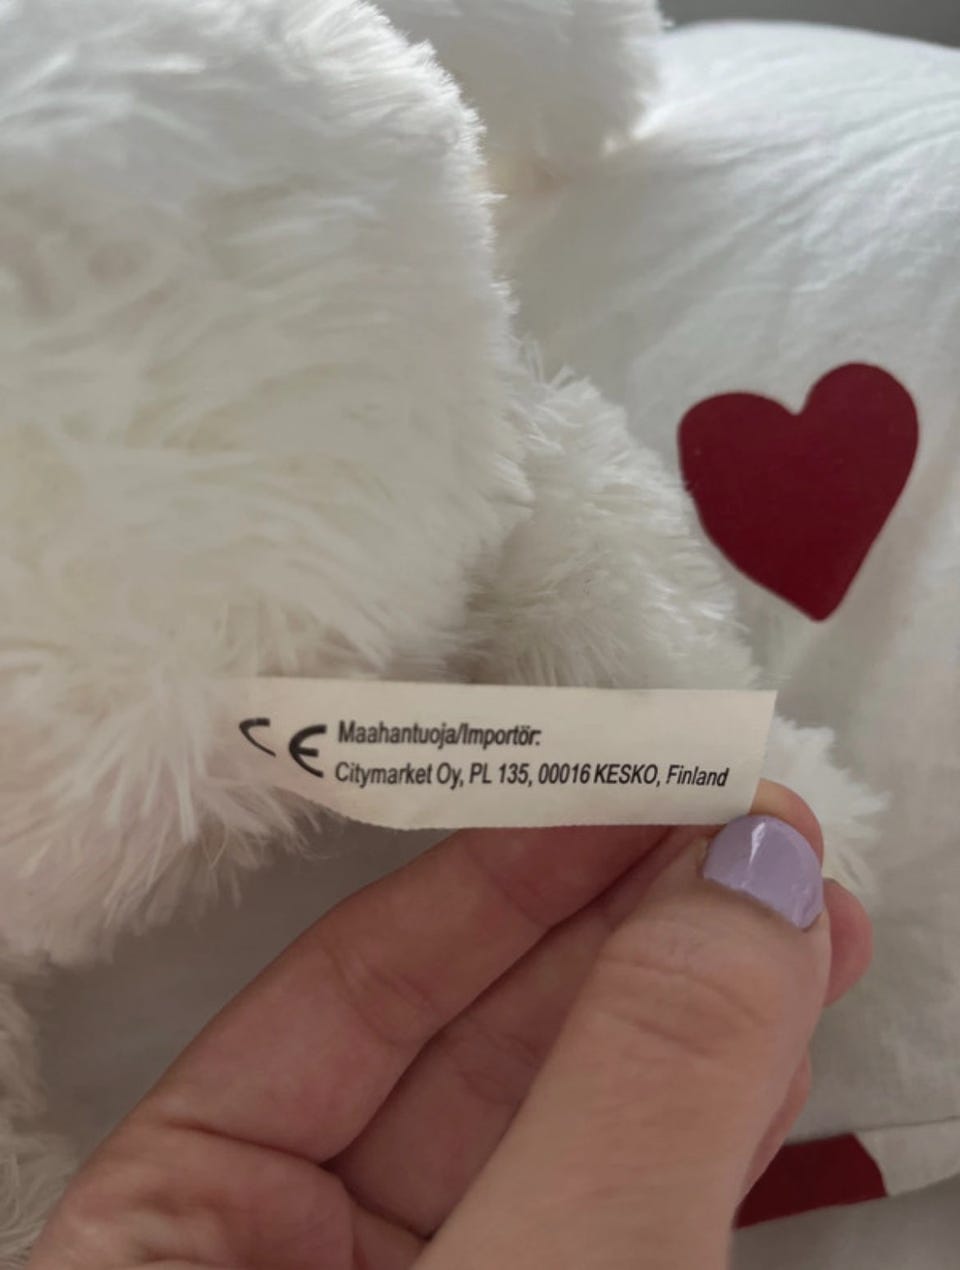 CE Maahantuoja/Importör:
Citymarket Oy, PL 135, 00016 KESKO, Finland